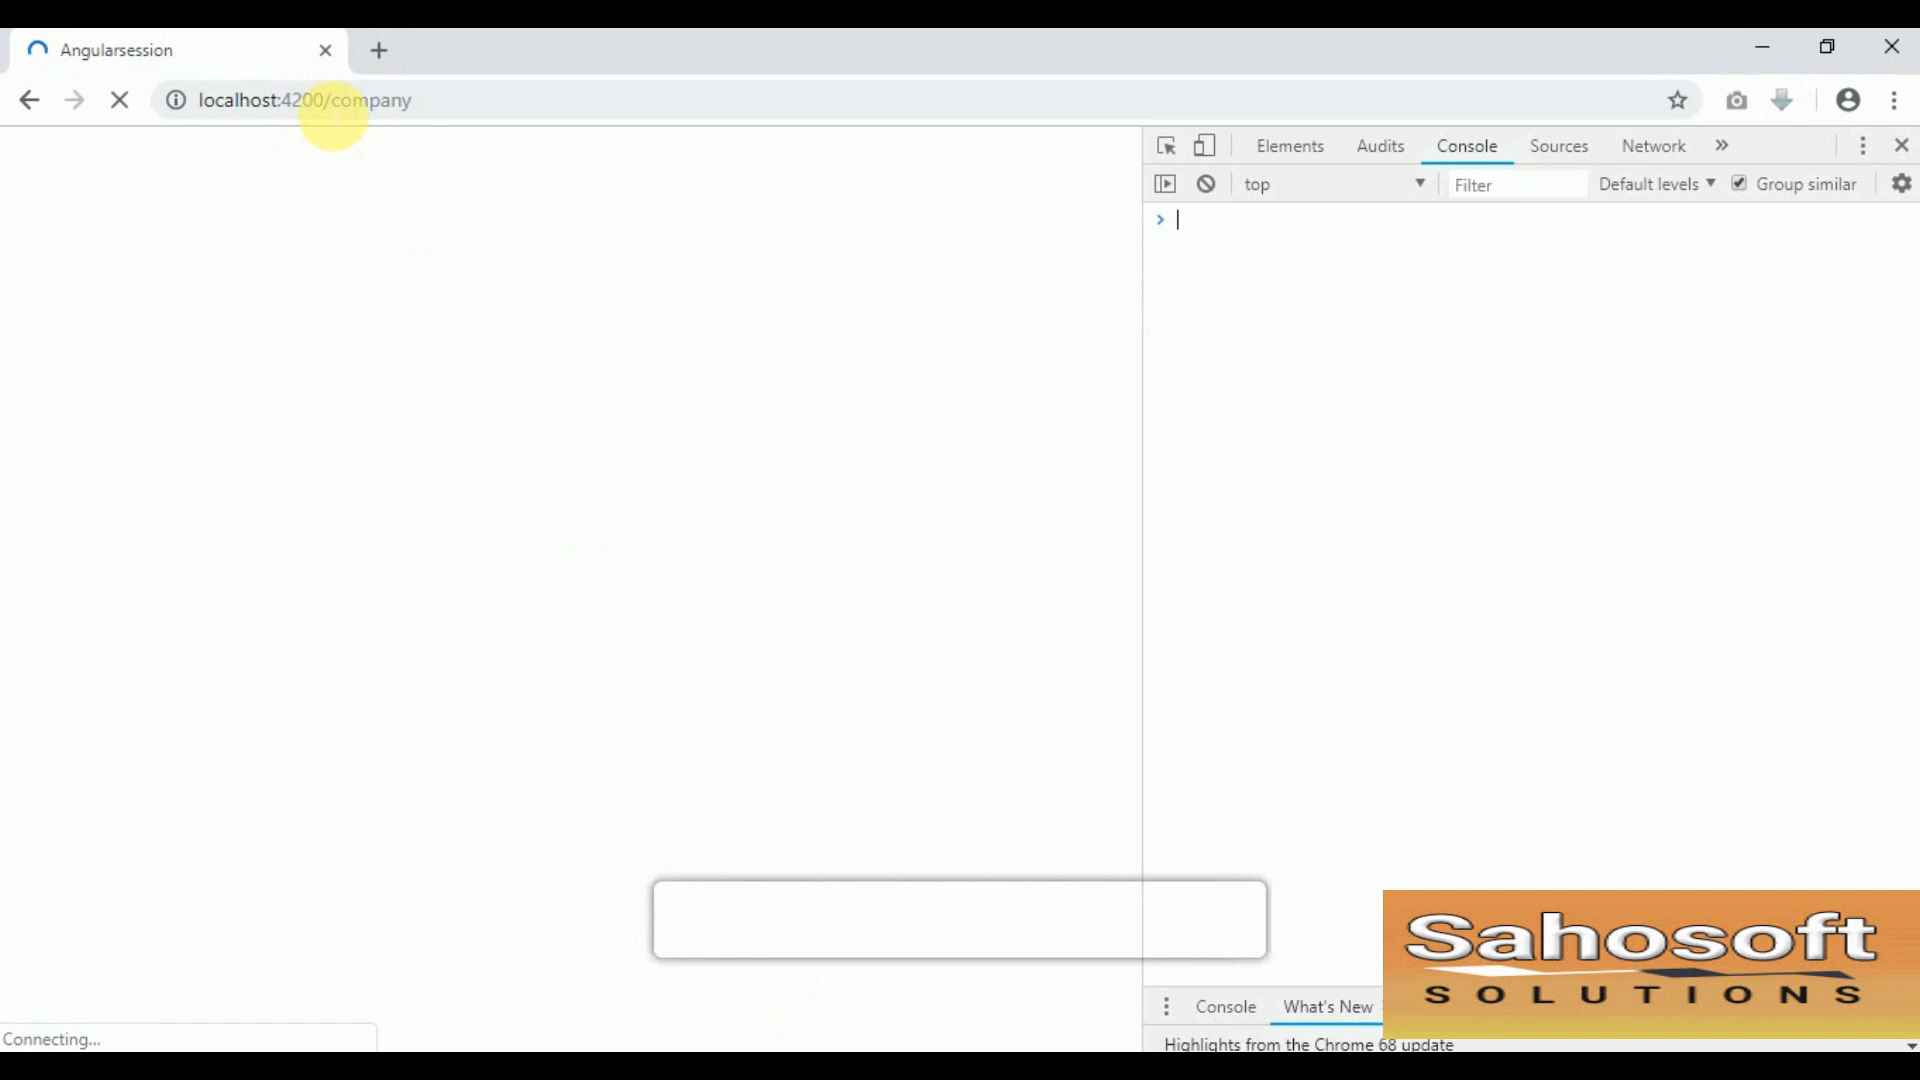 Angularsession
localhost:4200/company
Elements Audits Console Sources Network »
top Filter Default levels Group similar
Sahosoft
SOLUTIONS
Console What's New
Connecting...
Highlights from the Chrome 68 update